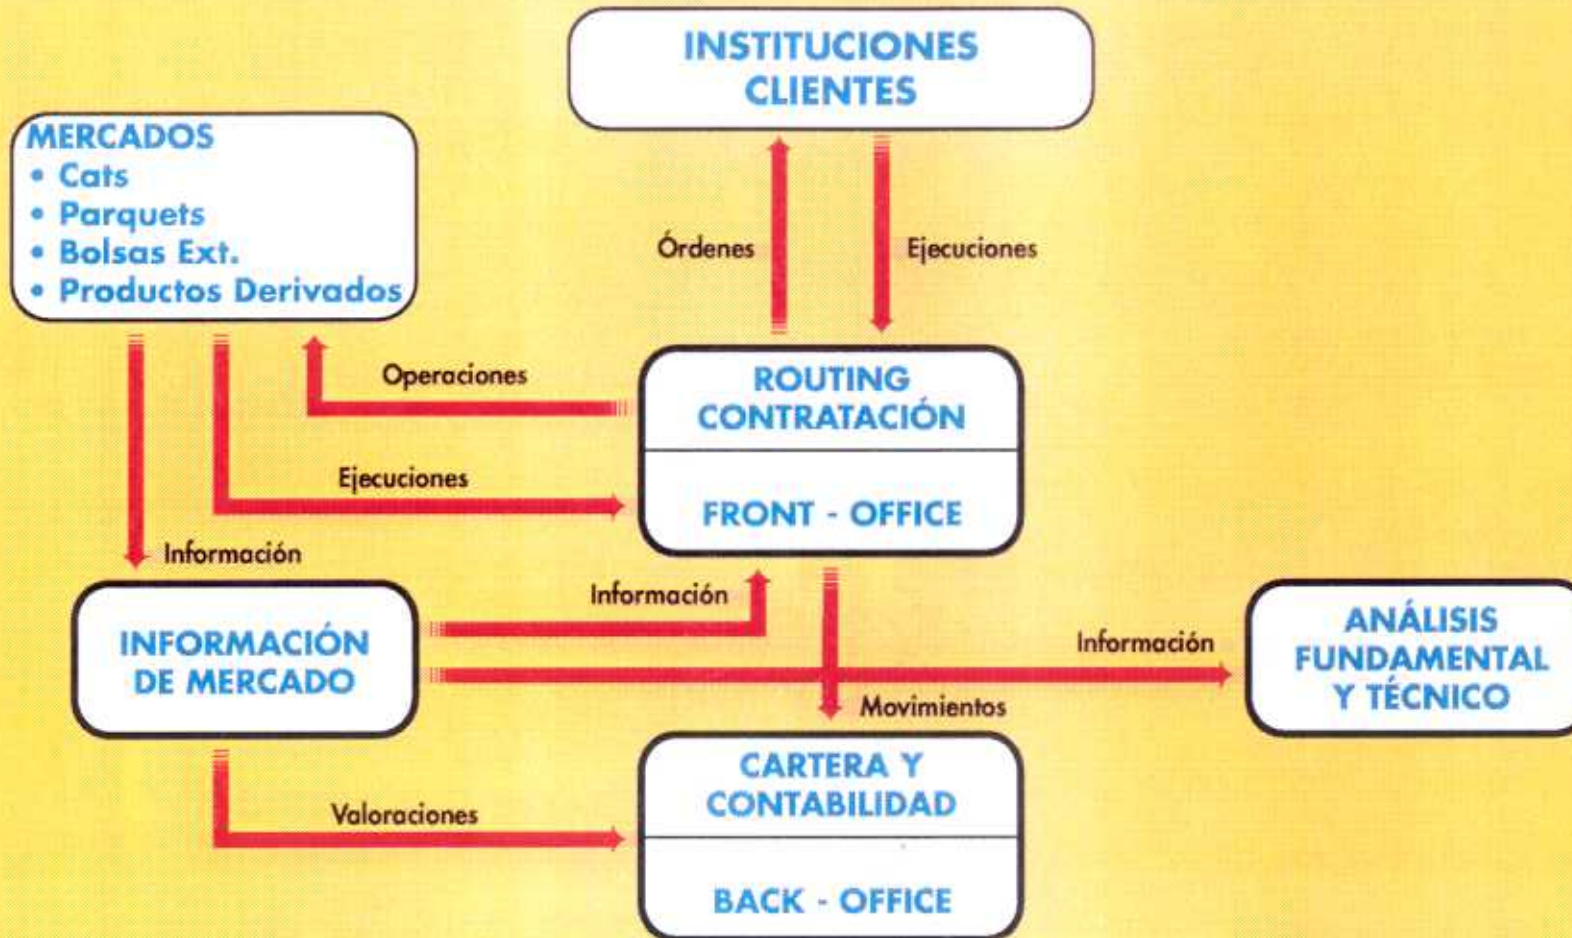 INSTITUCIONES
CLIENTES
MERCADOS
• Cats
• Parquets
• Bolsas Ext.
• Productos Derivados
Órdenes
Ejecuciones
Operaciones
ROUTING
CONTRATACIÓN
Ejecuciones
FRONT - OFFICE
Información
Información
INFORMACIÓN
DE MERCADO
Información
ANÁLISIS
FUNDAMENTAL
Y TÉCNICO
Movimientos
CARTERA Y
CONTABILIDAD
Valoraciones
BACK - OFFICE